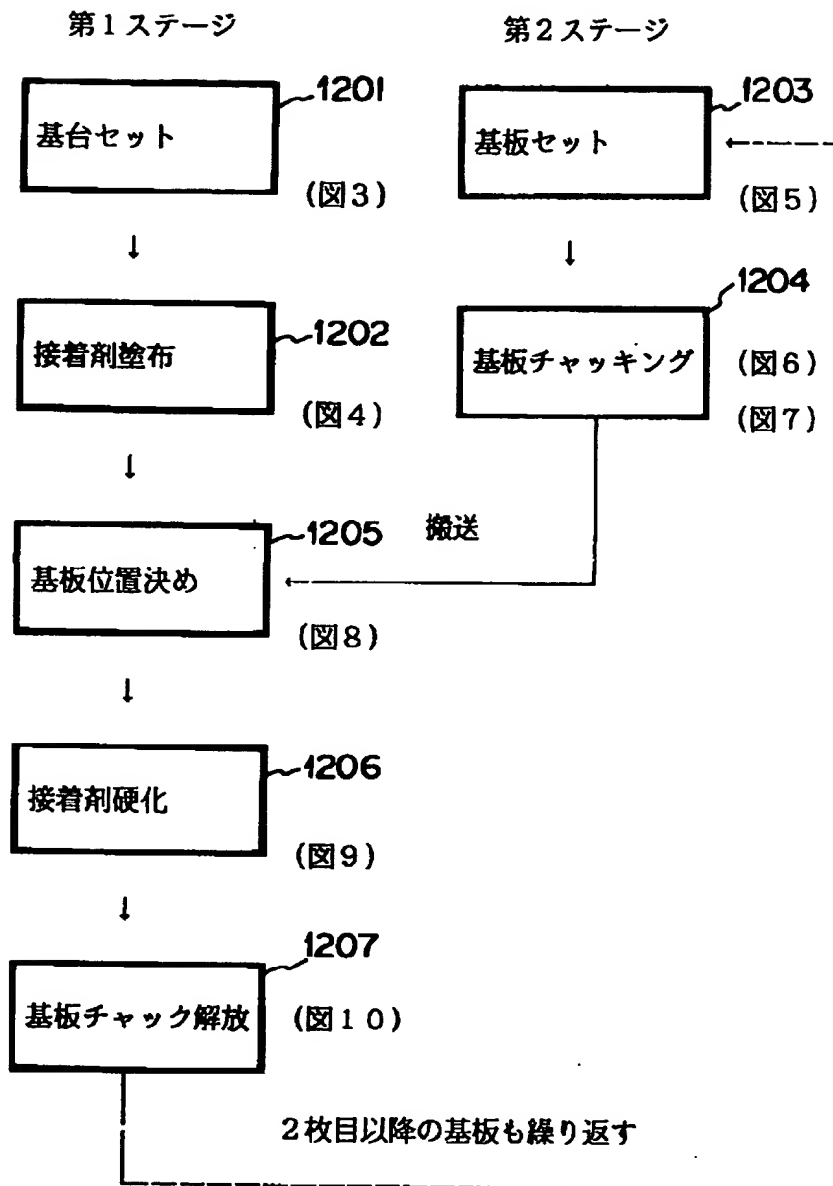 第1ステージ
1201
基台セット
(図3)
↓
1202
接着剤塗布
(図4)
↓
1205
基板位置決め
(図8)
↓
1206
接着剤硬化
(図9)
↓
1207
基板チャック解放
(図10)
第2ステージ
1203
基板セット
(図5)
↓
1204
基板チャッキング
(図6)
(図7)
搬送
2枚目以降の基板も繰り返す